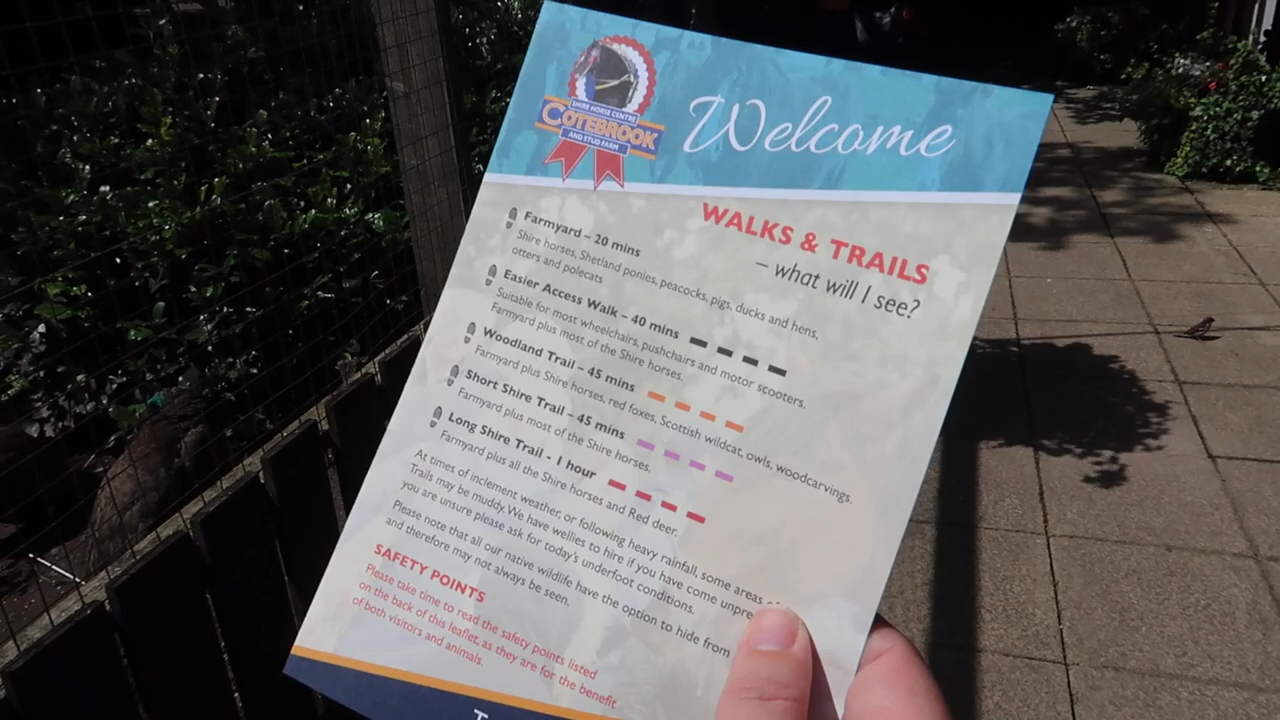 SHIRE HORSE CENTRE
COTEBROOK
AND STUD FARM
Welcome
WALKS & TRAILS
– what will I see?
Farmyard – 20 mins
Shire horses, Shetland ponies, peacocks, pigs, ducks and hens,
otters and polecats
Easier Access Walk – 40 mins
Suitable for most wheelchairs, pushchairs and motor scooters.
Farmyard plus most of the Shire horses.
Woodland Trail – 45 mins
Farmyard plus Shire horses, red foxes, Scottish wildcat, owls, woodcarvings.
Short Shire Trail – 45 mins
Farmyard plus most of the Shire horses.
Long Shire Trail - 1 hour
Farmyard plus all the Shire horses and Red deer.
At times of inclement weather, or following heavy rainfall, some areas
Trails may be muddy. We have wellies to hire if you have come unpre
you are unsure please ask for today's underfoot conditions.
Please note that all our native wildlife have the option to hide from
and therefore may not always be seen.
SAFETY POINTS
Please take time to read the safety points listed
on the back of this leaflet, as they are for the benefit
of both visitors and animals.